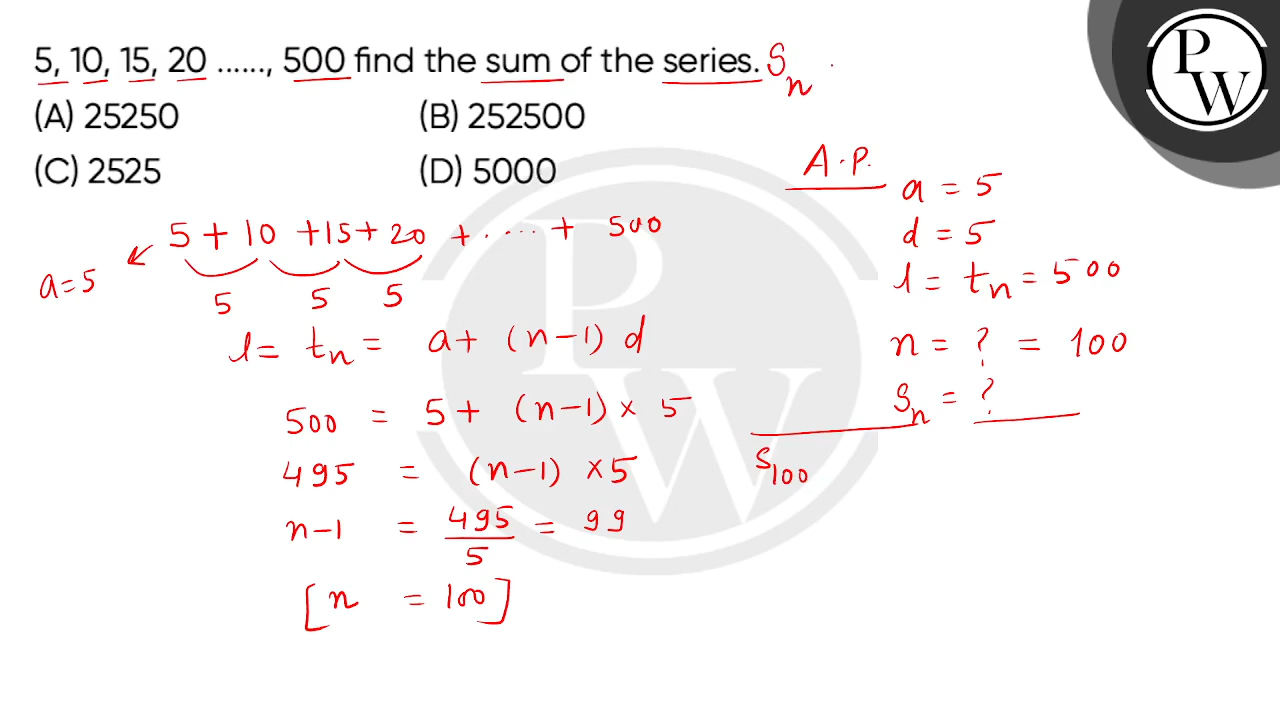 5, 10, 15, 20 ......, 500 find the sum of the series. Sn
(A) 25250 (B) 252500
(C) 2525 (D) 5000
PW
A.P.
a = 5
d = 5
l = tn = 500
n = ? = 100
Sn = ?
S100
5 + 10 + 15 + 20 + ..... + 500
a=5
5 5 5
l = tn = a + (n-1) d
500 = 5 + (n-1) × 5
495 = (n-1) × 5
n-1 = 495/5 = 99
[n = 100]
PW